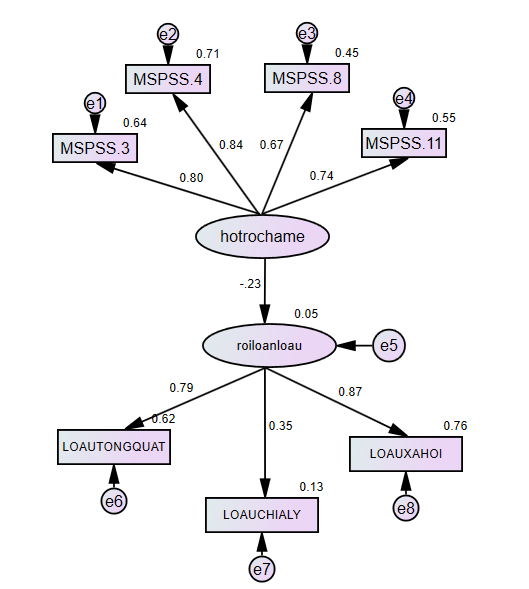 e2
e3
0.71
0.45
MSPSS.4
MSPSS.8
e1
e4
0.64
0.55
MSPSS.3
MSPSS.11
0.84
0.67
0.80
0.74
hotrochame
-.23
0.05
roiloanloau
e5
0.79
0.87
0.62
0.35
0.76
LOAUTONGQUAT
LOAUXAHOI
0.13
e6
LOAUCHIALY
e8
e7